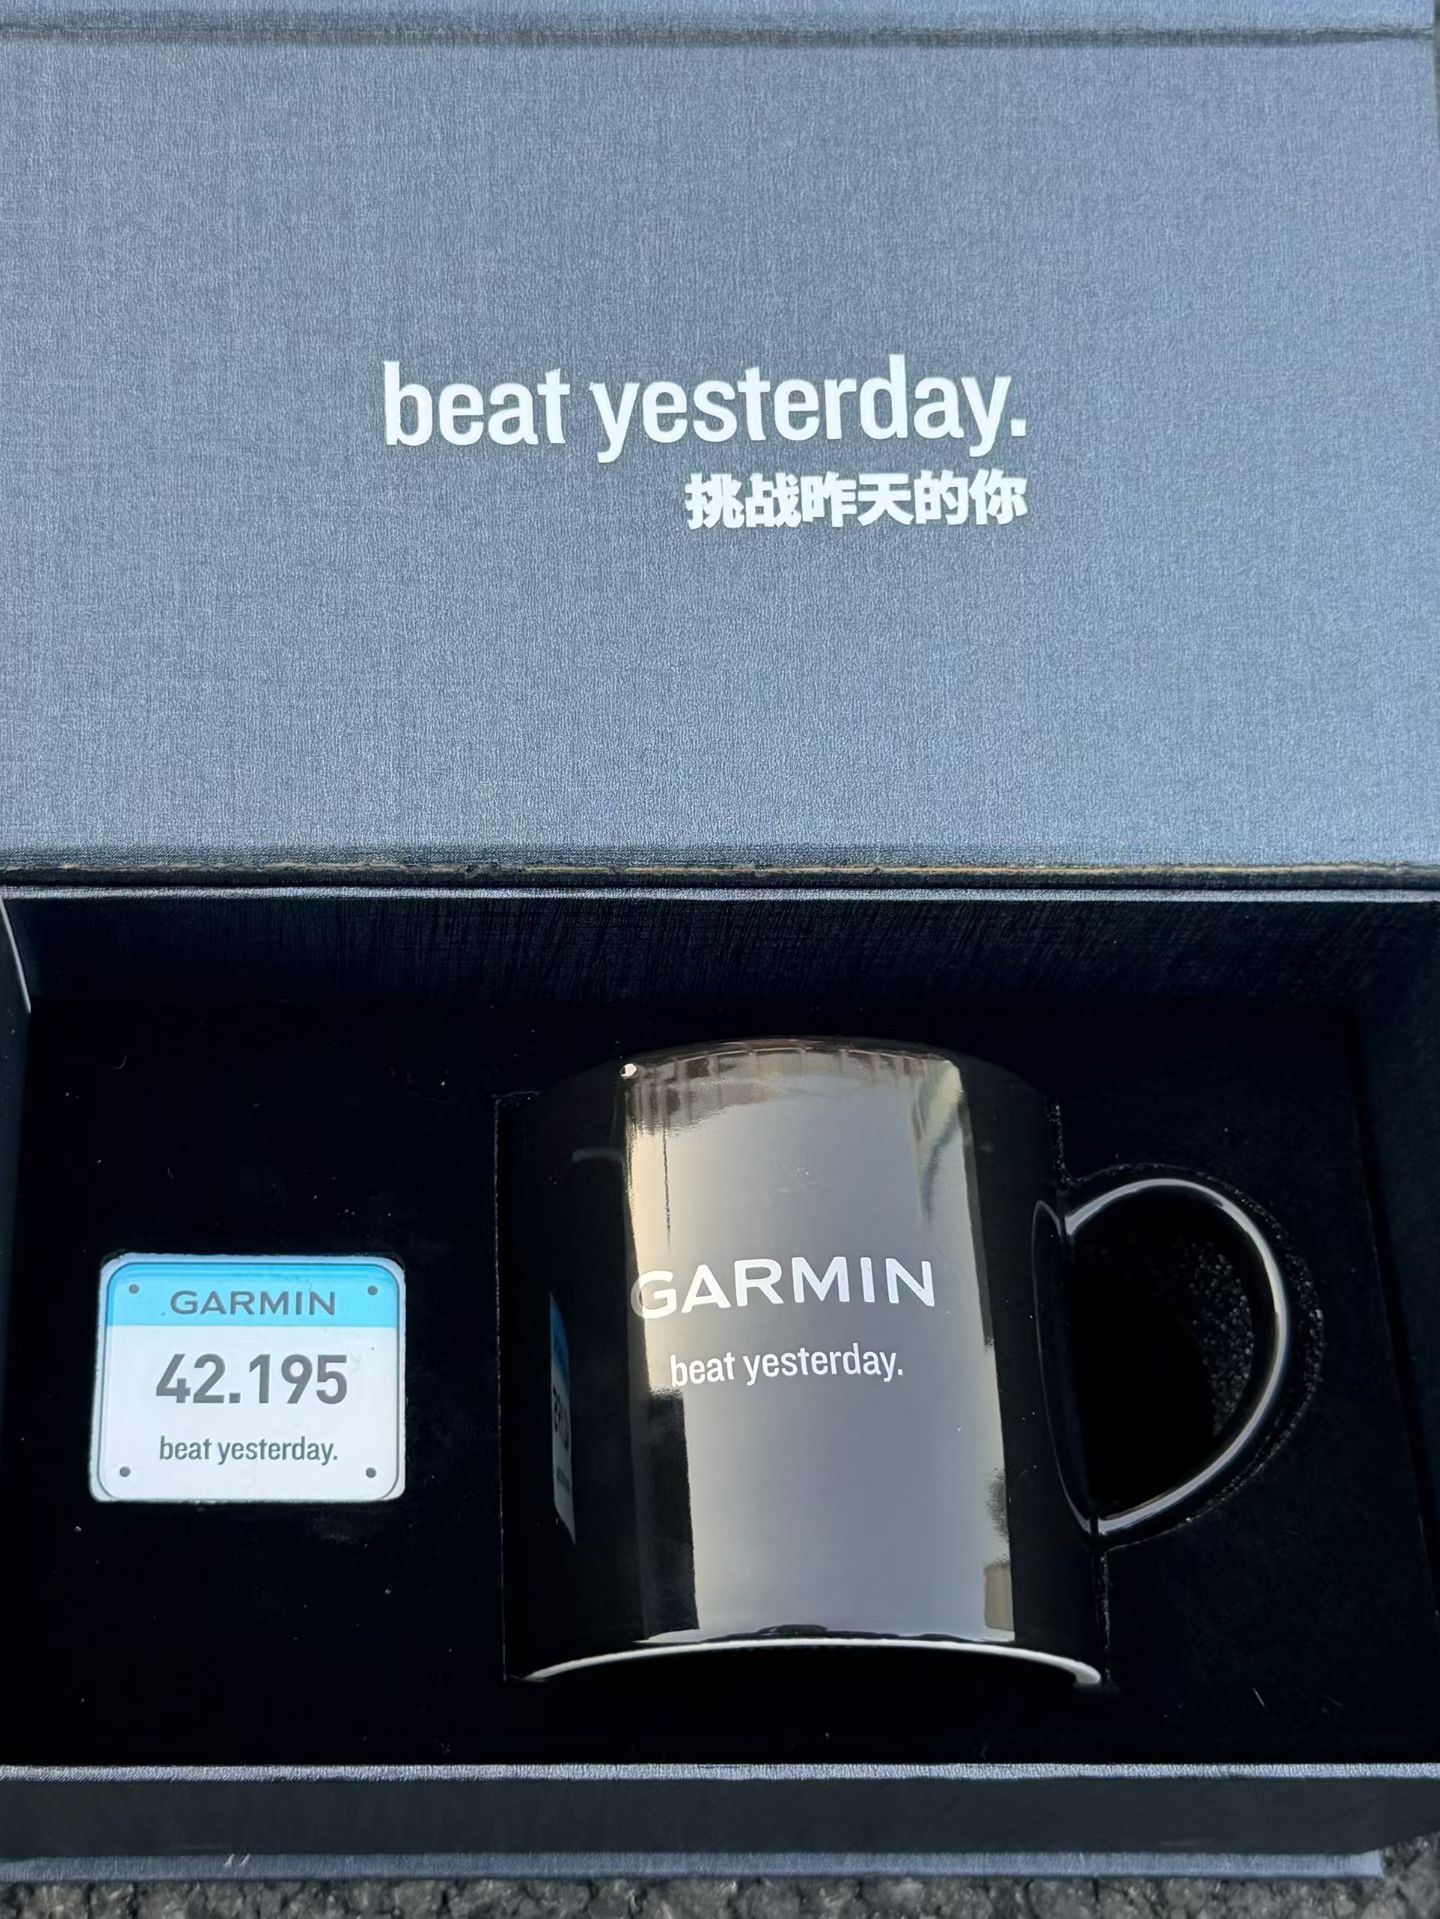 beat yesterday.
挑战昨天的你
GARMIN
42.195
beat yesterday.
GARMIN
beat yesterday.